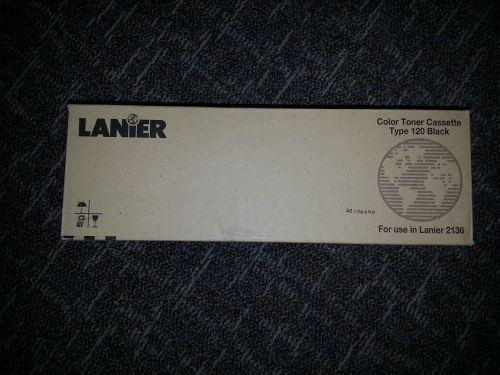 LANIER
Color Toner Cassette
Type 120 Black
For use in Lanier 2136